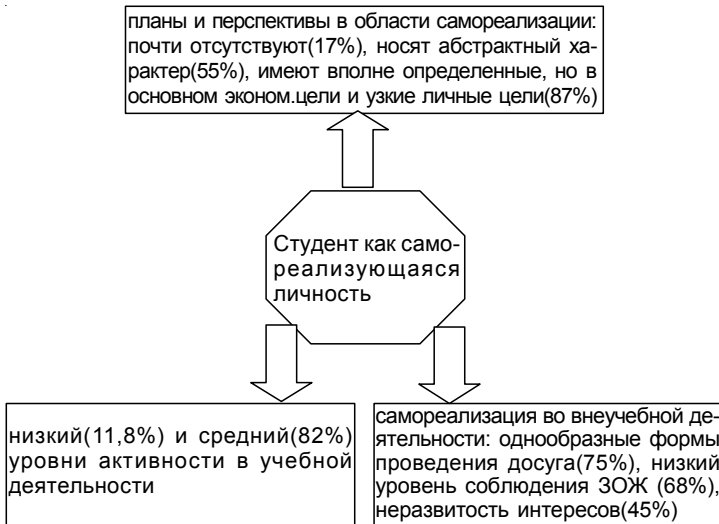 планы и перспективы в области самореализации:
почти отсутствуют(17%), носят абстрактный ха-
рактер(55%), имеют вполне определенные, но в
основном эконом.цели и узкие личные цели(87%)
Студент как само-
реализующаяся
личность
низкий(11,8%) и средний(82%)
уровни активности в учебной
деятельности
самореализация во внеучебной де-
ятельности: однообразные формы
проведения досуга(75%), низкий
уровень соблюдения ЗОЖ (68%),
неразвитость интересов(45%)